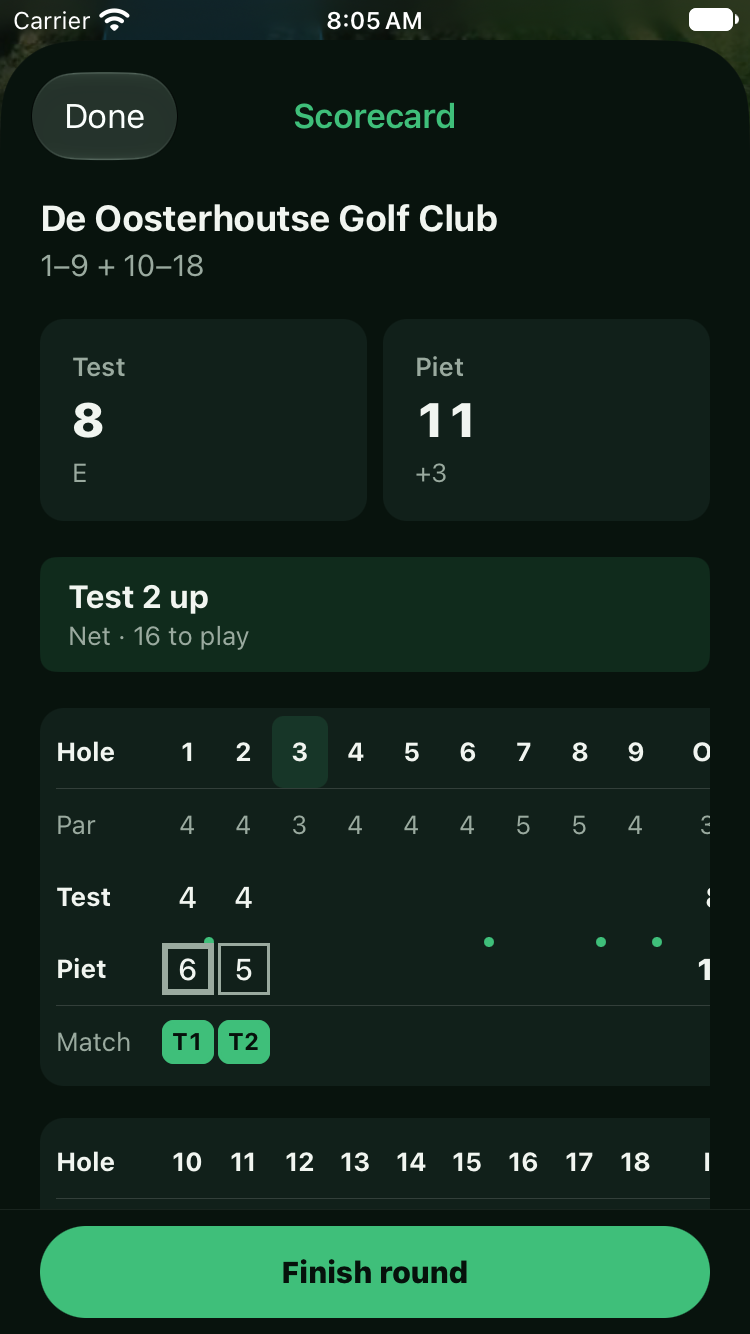 Carrier 8:05 AM
Done Scorecard
De Oosterhoutse Golf Club
1–9 + 10–18
Test Piet
8 11
E +3
Test 2 up
Net · 16 to play
Hole 1 2 3 4 5 6 7 8 9
Par 4 4 3 4 4 4 5 5 4
Test 4 4
Piet 6 5
Match T1 T2
Hole 10 11 12 13 14 15 16 17 18
Finish round